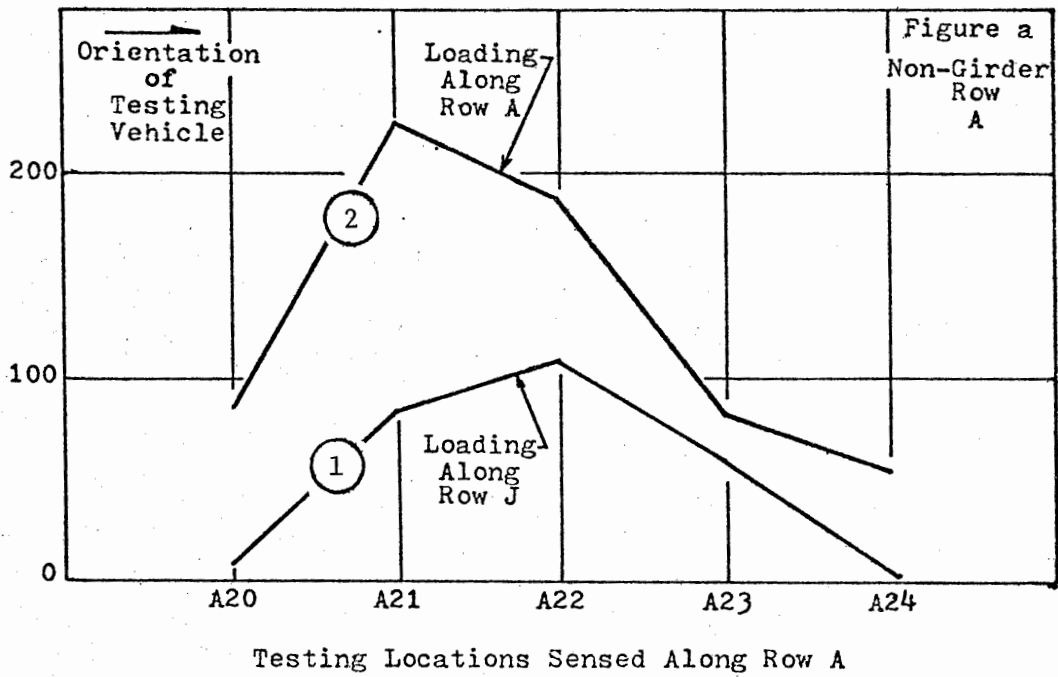 Orientation
of
Testing
Vehicle
Loading
Along
Row A
Figure a
Non-Girder
Row
A
200
2
100
Loading
Along
Row J
1
0
A20 A21 A22 A23 A24
Testing Locations Sensed Along Row A